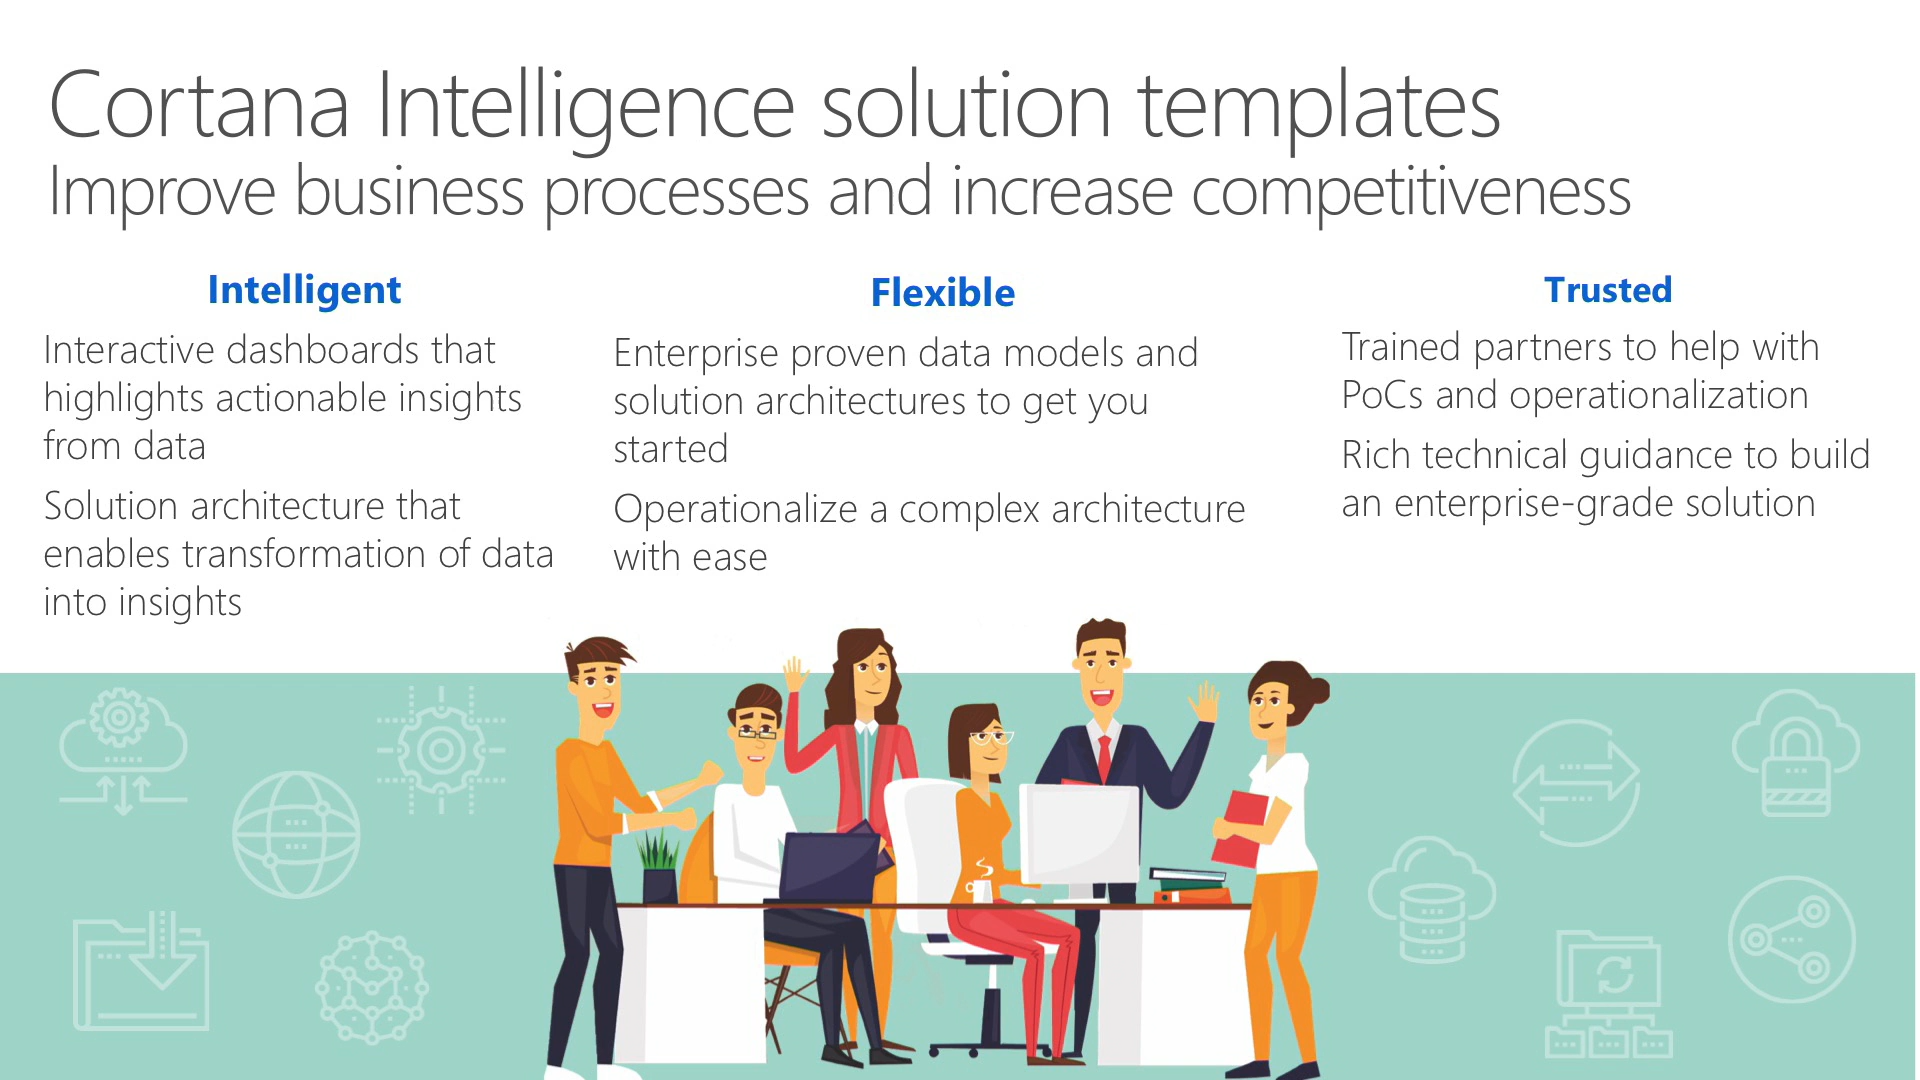 Cortana Intelligence solution templates
Improve business processes and increase competitiveness
Intelligent
Interactive dashboards that
highlights actionable insights
from data
Solution architecture that
enables transformation of data
into insights
Flexible
Enterprise proven data models and
solution architectures to get you
started
Operationalize a complex architecture
with ease
Trusted
Trained partners to help with
PoCs and operationalization
Rich technical guidance to build
an enterprise-grade solution